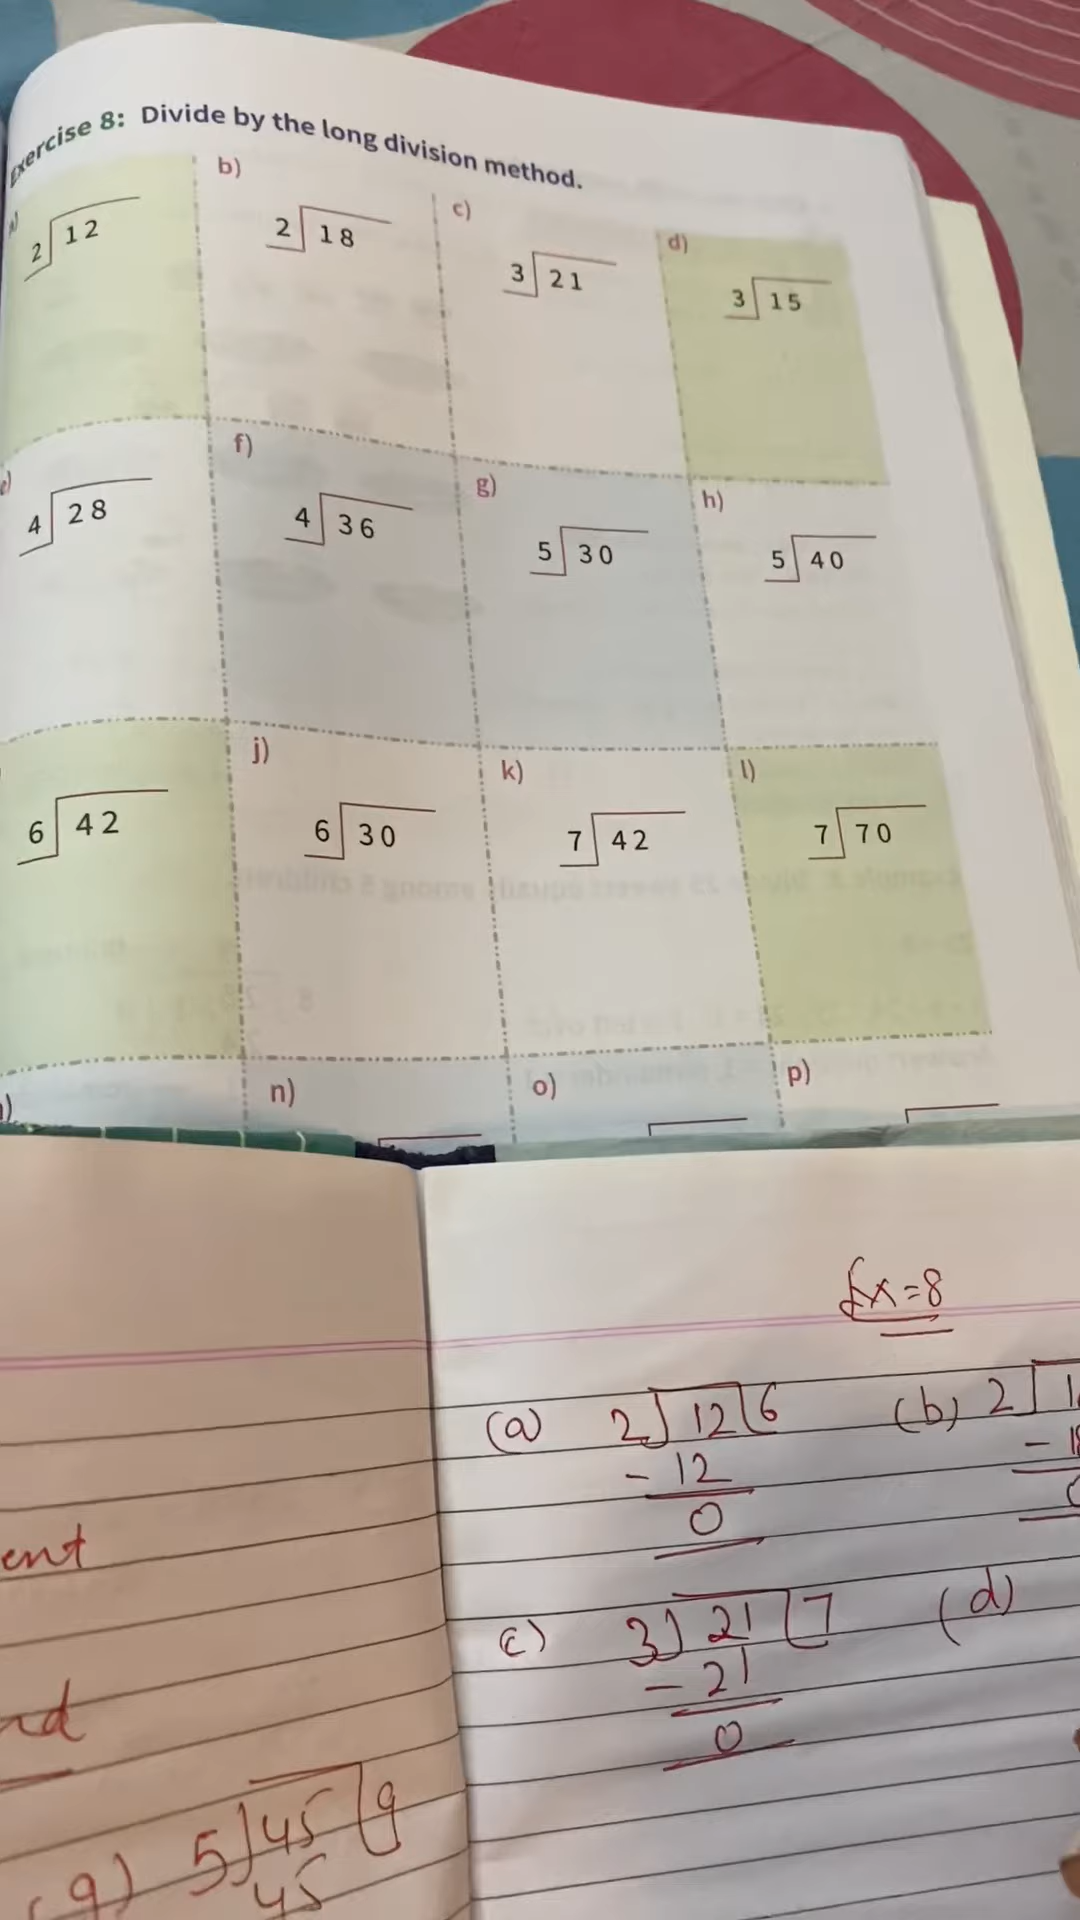 Exercise 8: Divide by the long division method.
a) b) c) d)
2 12 2 18 3 21 3 15
e) f) g) h)
4 28 4 36 5 30 5 40
j) k) l)
6 42 6 30 7 42 7 70
n) o) p)
Ex=8
(a) 2 12 6 (b) 2
- 12 -
0
ent
(c) 3 21 7 (d)
- 21
0
5 45 9
45